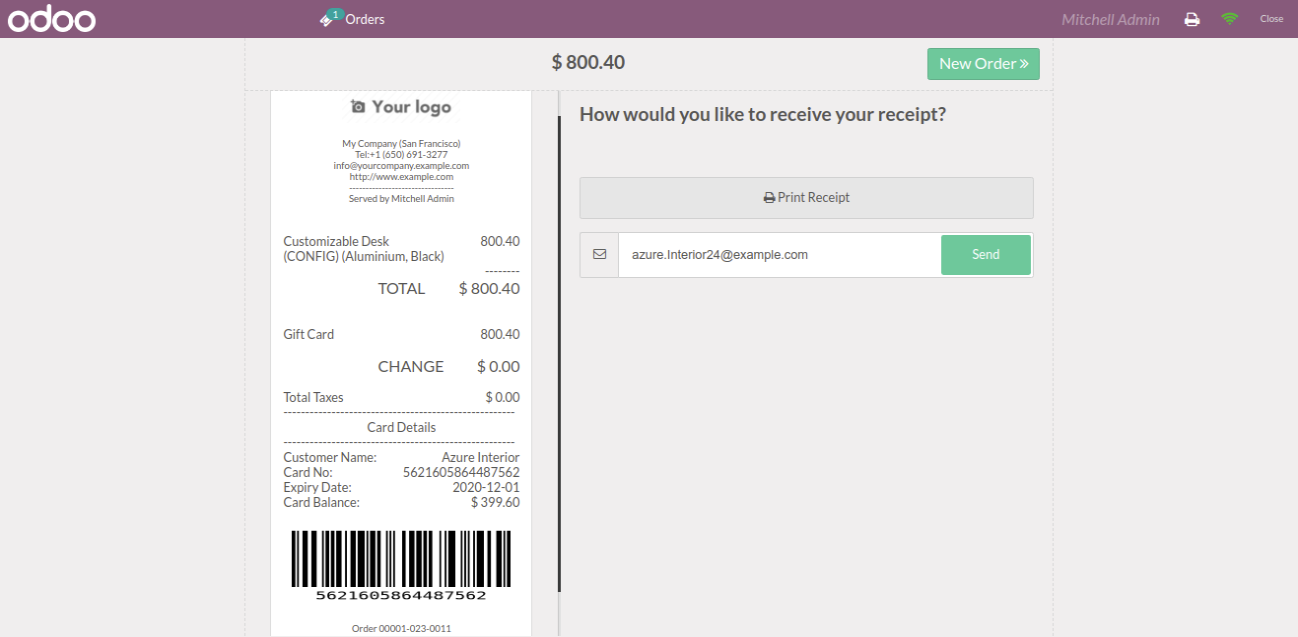 odoo
1
Orders
Mitchell Admin
Close
$ 800.40
New Order »
Your logo
My Company (San Francisco)
Tel:+1 (650) 691-3277
info@yourcompany.example.com
http://www.example.com
--------------------------------
Served by Mitchell Admin
Customizable Desk 800.40
(CONFIG) (Aluminium, Black)
--------
TOTAL $ 800.40
Gift Card 800.40
CHANGE $ 0.00
Total Taxes $ 0.00
-----------------------------------------------------
Card Details
-----------------------------------------------------
Customer Name: Azure Interior
Card No: 5621605864487562
Expiry Date: 2020-12-01
Card Balance: $ 399.60
5621605864487562
Order 00001-023-0011
How would you like to receive your receipt?
Print Receipt
azure.Interior24@example.com
Send